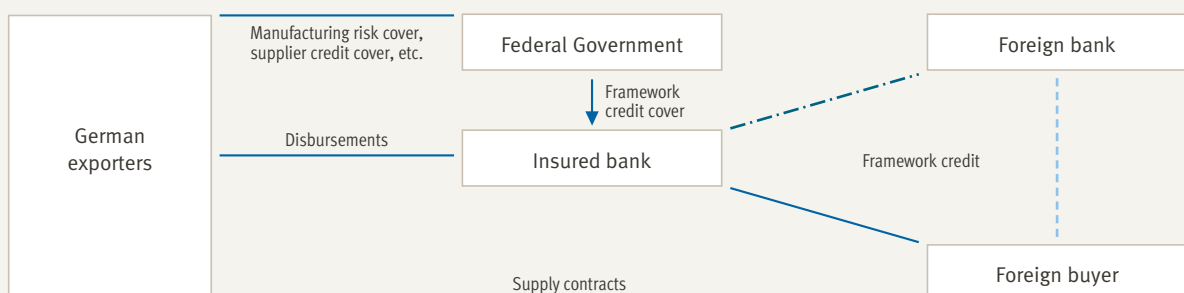 Manufacturing risk cover,
supplier credit cover, etc.
Federal Government
Foreign bank
Framework
credit cover
German
exporters
Disbursements
Insured bank
Framework credit
Supply contracts
Foreign buyer